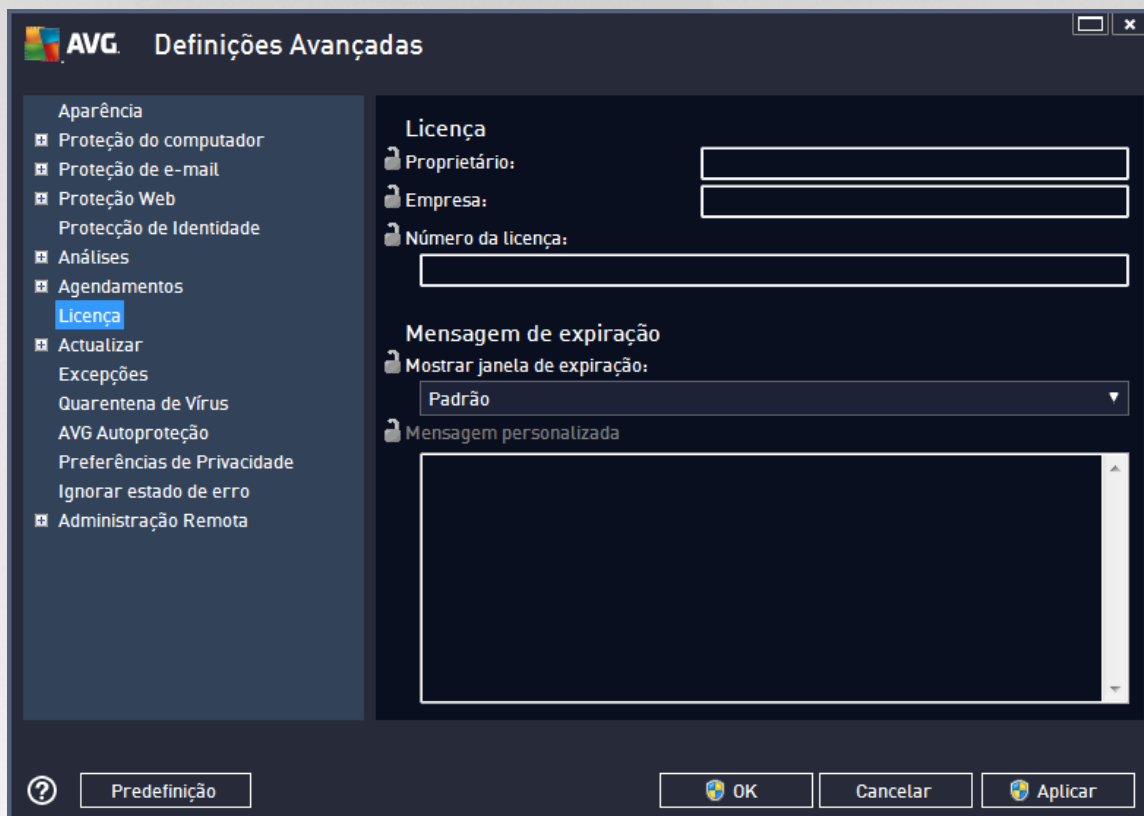 AVG. Definições Avançadas
Aparência
Proteção do computador
Proteção de e-mail
Proteção Web
Protecção de Identidade
Análises
Agendamentos
Licença
Actualizar
Excepções
Quarentena de Vírus
AVG Autoproteção
Preferências de Privacidade
Ignorar estado de erro
Administração Remota
Licença
Proprietário:
Empresa:
Número da licença:
Mensagem de expiração
Mostrar janela de expiração:
Padrão
Mensagem personalizada
Predefinição
OK
Cancelar
Aplicar